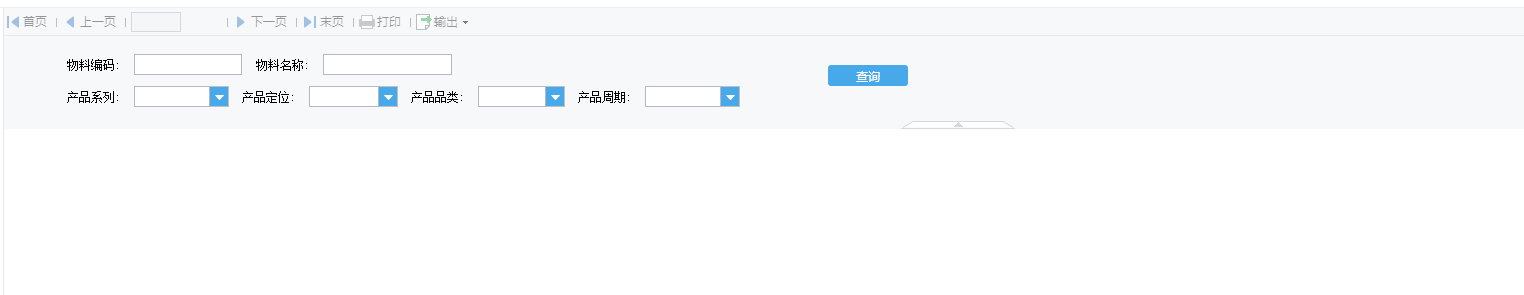 首页 上一页 下一页 末页 打印 输出
物料编码: 物料名称: 查询
产品系列: 产品定位: 产品品类: 产品周期: